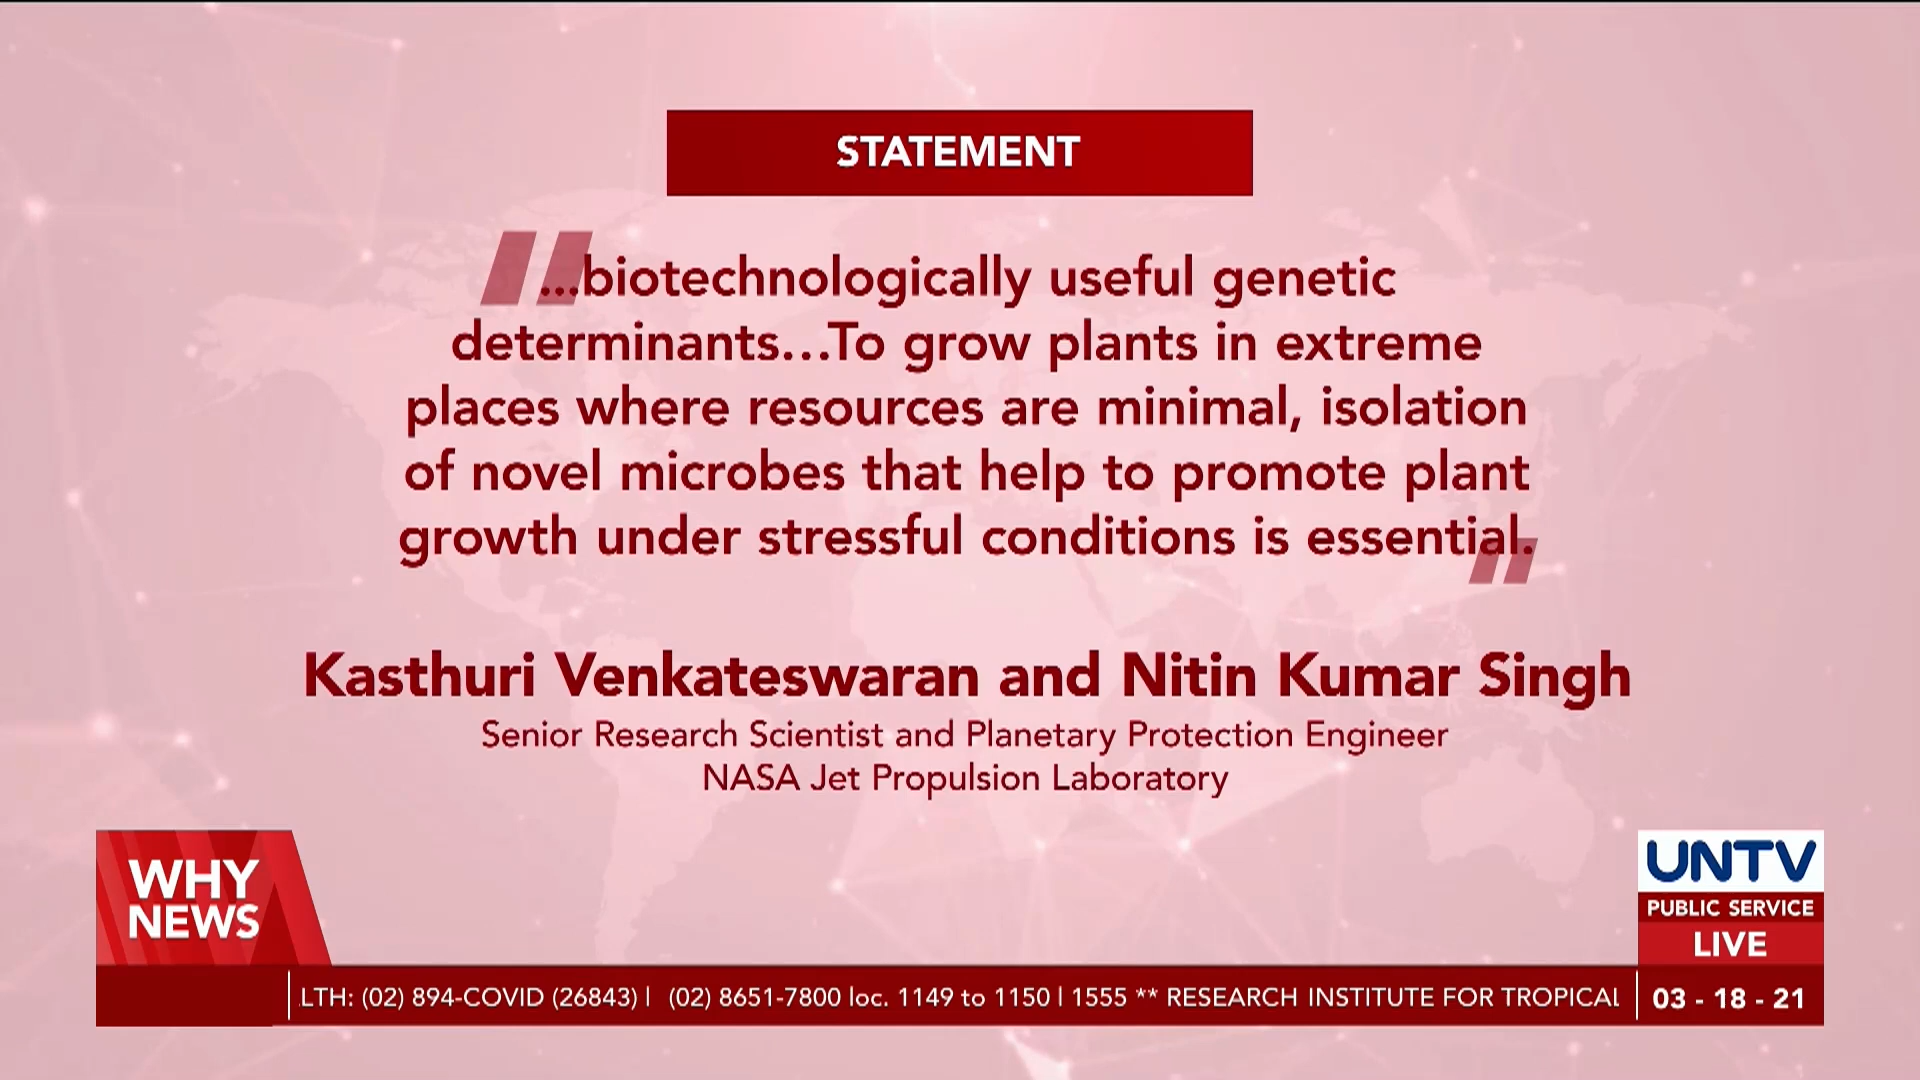 STATEMENT
"...biotechnologically useful genetic
determinants...To grow plants in extreme
places where resources are minimal, isolation
of novel microbes that help to promote plant
growth under stressful conditions is essential."
Kasthuri Venkateswaran and Nitin Kumar Singh
Senior Research Scientist and Planetary Protection Engineer
NASA Jet Propulsion Laboratory
WHY
NEWS
UNTV
PUBLIC SERVICE
LIVE
LTH: (02) 894-COVID (26843) | (02) 8651-7800 loc. 1149 to 1150 | 1555 ** RESEARCH INSTITUTE FOR TROPICAL
03 - 18 - 21